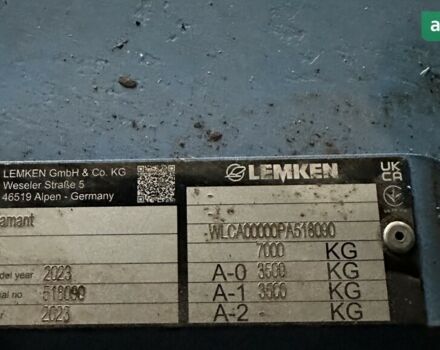 a
LEMKEN GmbH & Co. KG
Weseler Straße 5
46519 Alpen - Germany
LEMKEN
UK
CA
amant
WLCA00000PA518090
7000 KG
del year 2023 A-0 3500 KG
ial no 518090 A-1 3500 KG
r 2023 A-2 KG